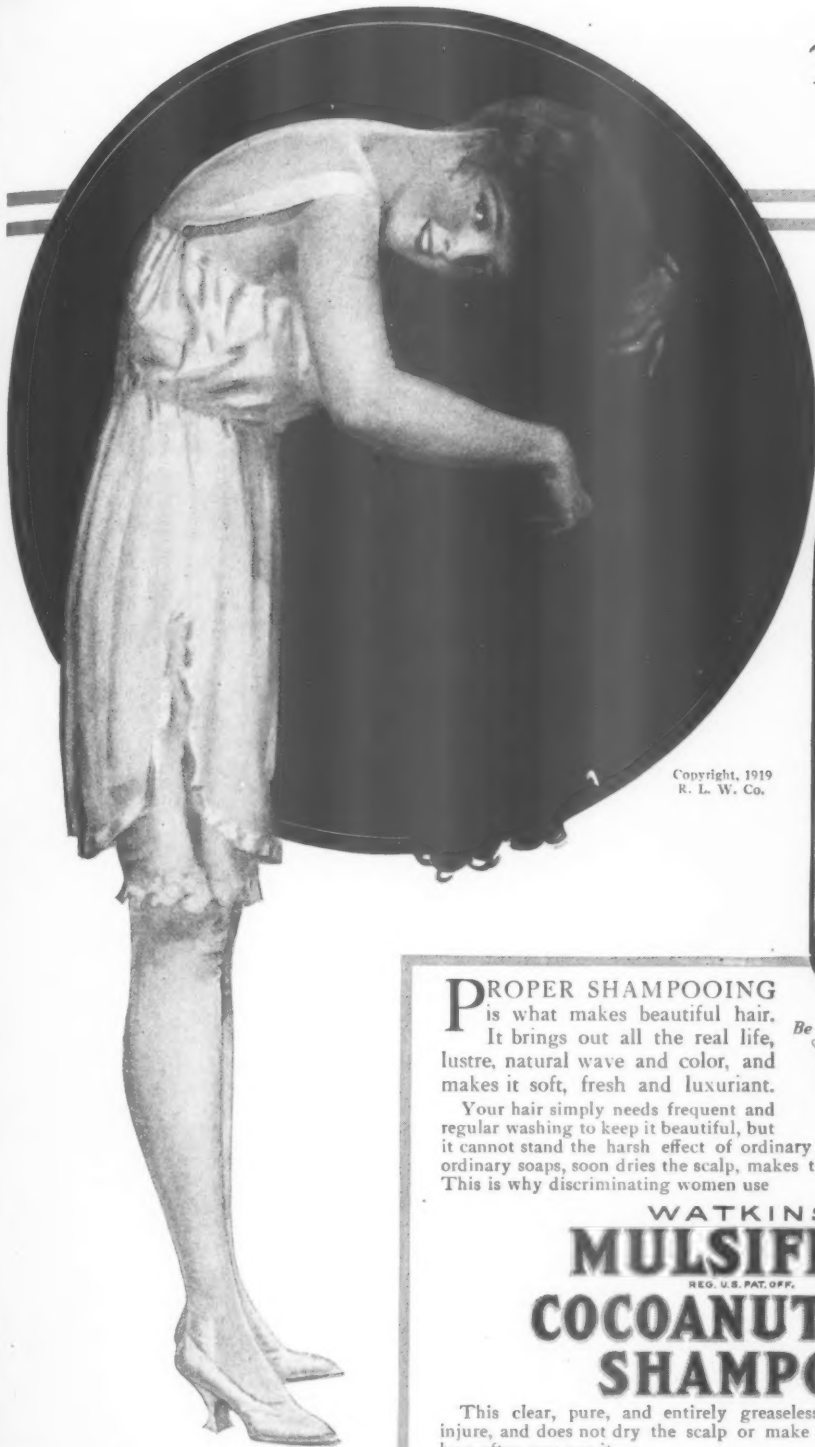 Copyright, 1919
R. L. W. Co.
PROPER SHAMPOOING
is what makes beautiful hair.
It brings out all the real life,
lustre, natural wave and color, and
makes it soft, fresh and luxuriant.
Be
Your hair simply needs frequent and
regular washing to keep it beautiful, but
it cannot stand the harsh effect of ordinary
ordinary soaps, soon dries the scalp, makes t
This is why discriminating women use
WATKINS
MULSIFI
REG. U.S. PAT. OFF.
COCOANUT
SHAMPO
This clear, pure, and entirely greaseless
injure, and does not dry the scalp or make